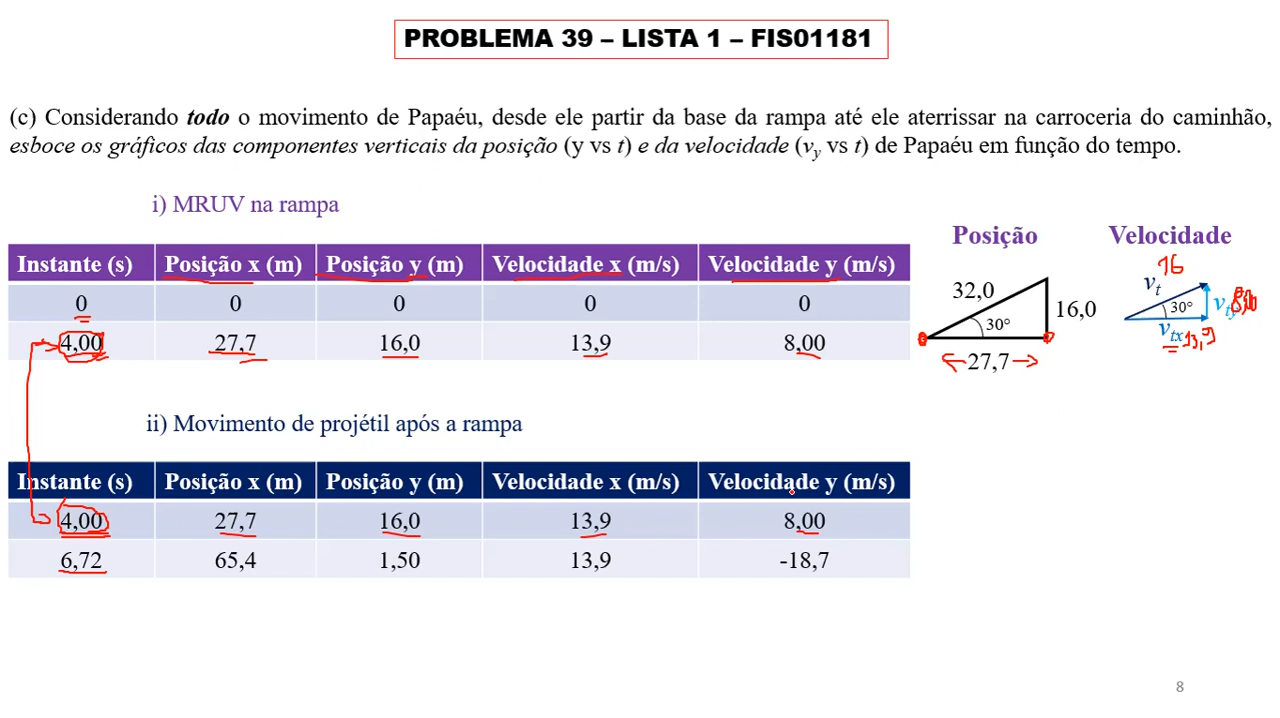 PROBLEMA 39 – LISTA 1 – FIS01181
(c) Considerando todo o movimento de Papaéu, desde ele partir da base da rampa até ele aterrissar na carroceria do caminhão,
esboce os gráficos das componentes verticais da posição (y vs t) e da velocidade (vy vs t) de Papaéu em função do tempo.
i) MRUV na rampa
Instante (s) Posição x (m) Posição y (m) Velocidade x (m/s) Velocidade y (m/s)
0 0 0 0 0
4,00 27,7 16,0 13,9 8,00
Posição
32,0
30°
16,0
27,7
Velocidade
16
vt
30°
vty
vtx 13,9
ii) Movimento de projétil após a rampa
Instante (s) Posição x (m) Posição y (m) Velocidade x (m/s) Velocidade y (m/s)
4,00 27,7 16,0 13,9 8,00
6,72 65,4 1,50 13,9 -18,7
8